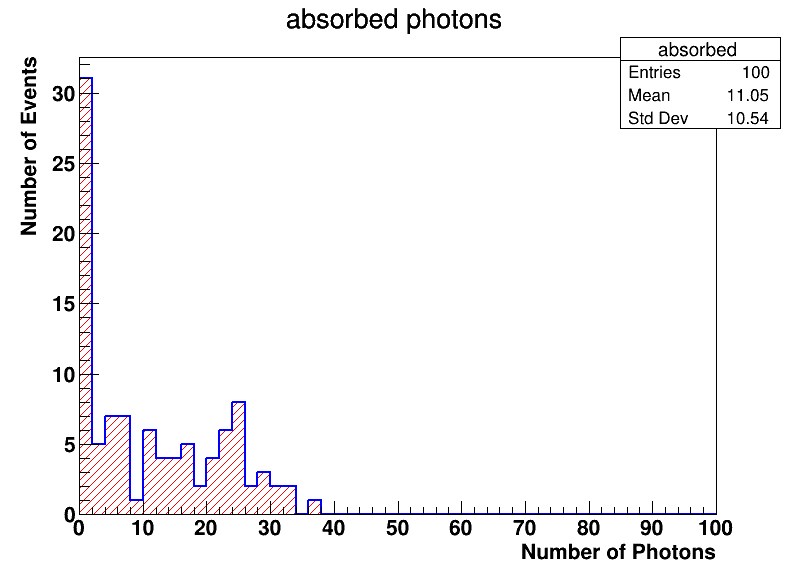 absorbed photons
absorbed
Entries 100
Mean 11.05
Std Dev 10.54
Number of Events
30
25
20
15
10
5
0
0 10 20 30 40 50 60 70 80 90 100
Number of Photons